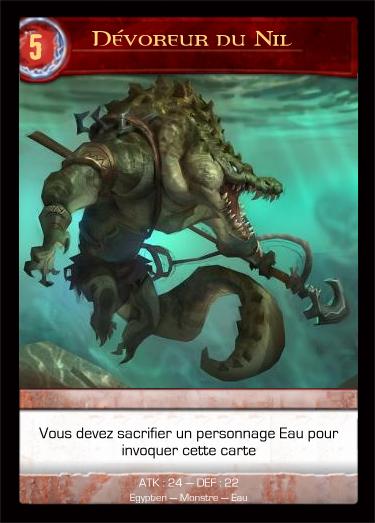 5
Dévoreur du Nil
Vous devez sacrifier un personnage Eau pour
invoquer cette carte
ATK : 24 — DEF : 22
Egyptien — Monstre — Eau